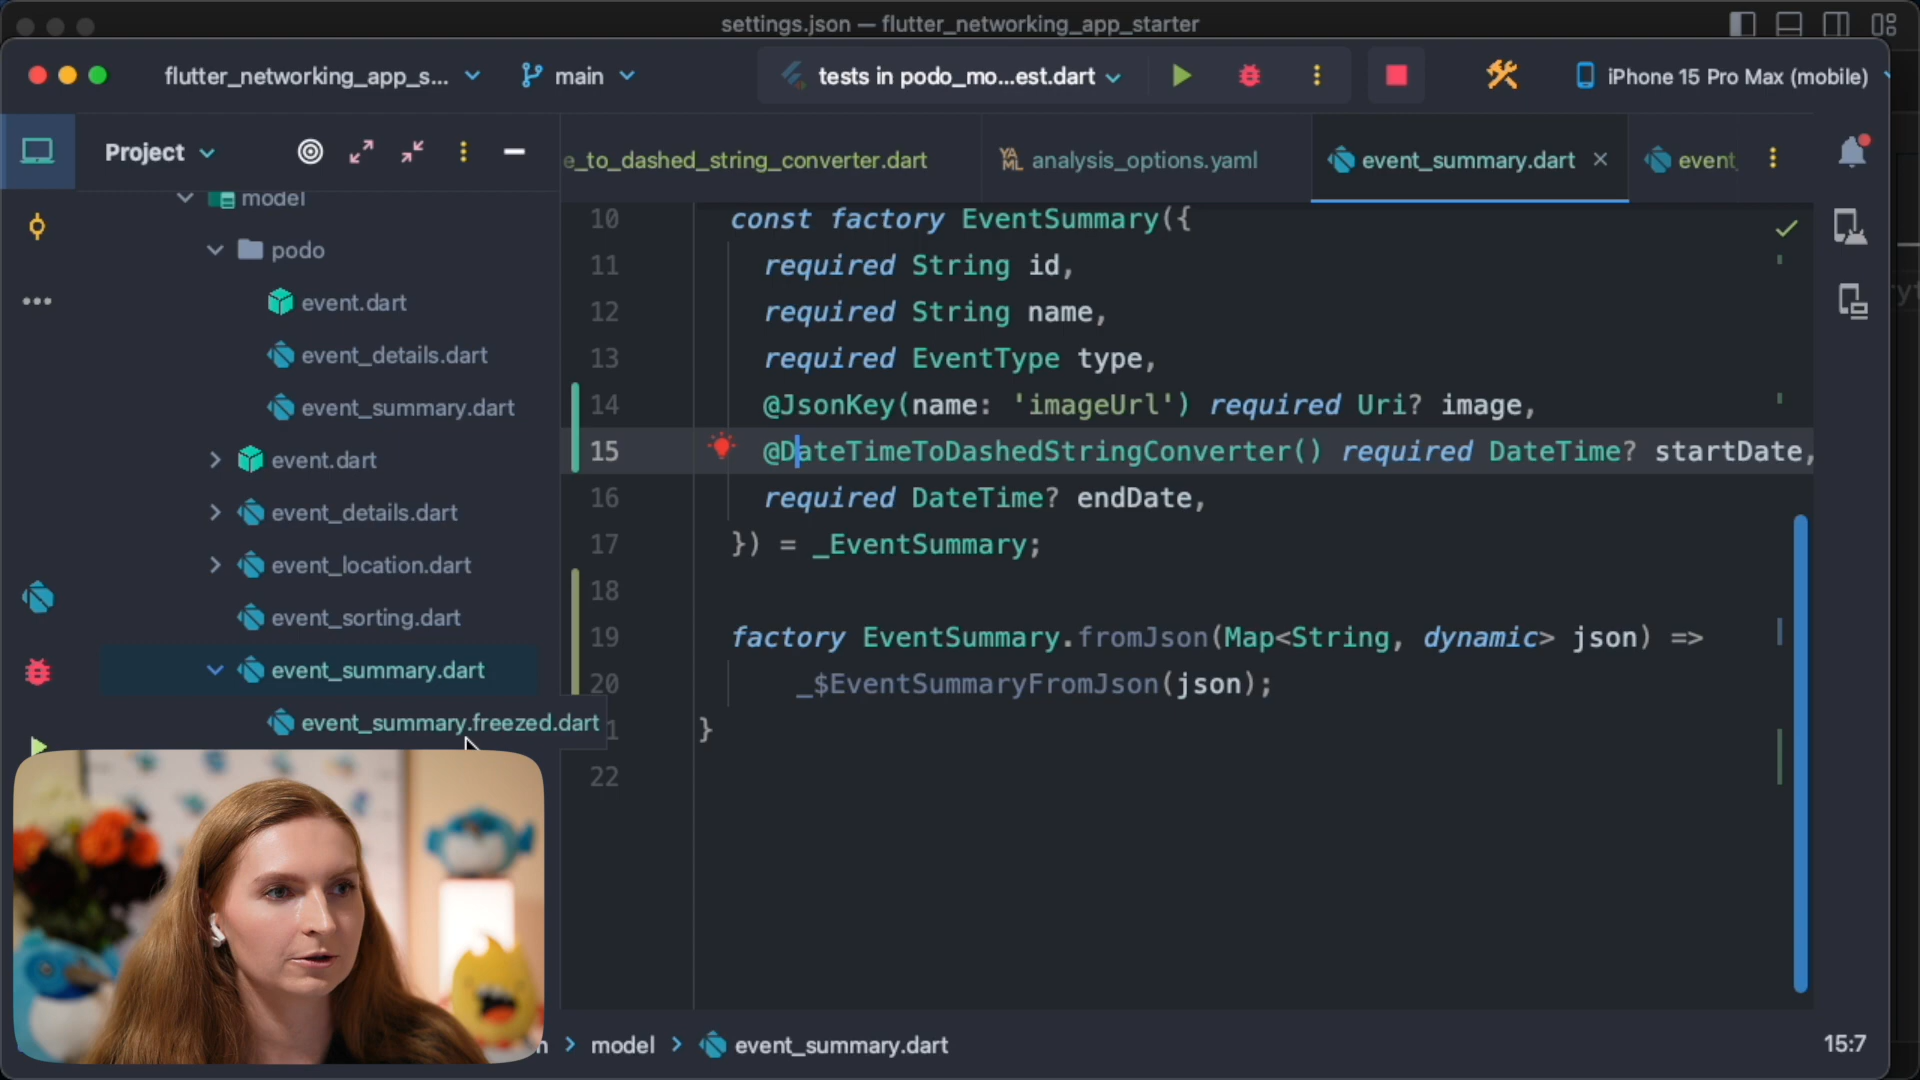 settings.json — flutter_networking_app_starter
flutter_networking_app_s...
main
tests in podo_mo...est.dart
iPhone 15 Pro Max (mobile)
Project
e_to_dashed_string_converter.dart
YAML
analysis_options.yaml
event_summary.dart
event_
model
podo
event.dart
event_details.dart
event_summary.dart
event.dart
event_details.dart
event_location.dart
event_sorting.dart
event_summary.dart
event_summary.freezed.dart
10 const factory EventSummary({
11 required String id,
12 required String name,
13 required EventType type,
14 @JsonKey(name: 'imageUrl') required Uri? image,
15 @DateTimeToDashedStringConverter() required DateTime? startDate,
16 required DateTime? endDate,
17 }) = _EventSummary;
18
19 factory EventSummary.fromJson(Map<String, dynamic> json) =>
20 _$EventSummaryFromJson(json);
1 }
22
n > model > event_summary.dart
15:7